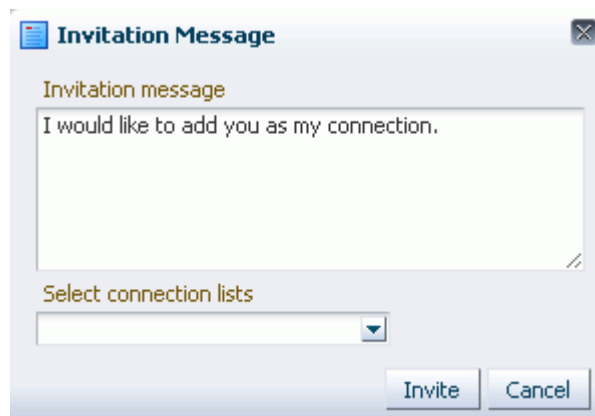 Invitation Message
Invitation message
I would like to add you as my connection.
Select connection lists
Invite Cancel